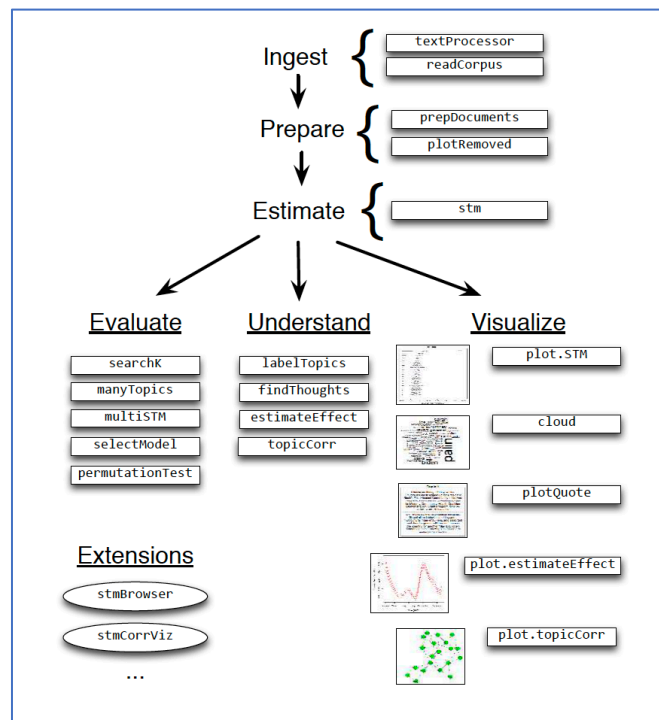 Ingest
textProcessor
readCorpus
Prepare
prepDocuments
plotRemoved
Estimate
stm
Evaluate
searchK
manyTopics
multiSTM
selectModel
permutationTest
Understand
labelTopics
findThoughts
estimateEffect
topicCorr
Visualize
plot.STM
cloud
pain
plotQuote
plot.estimateEffect
plot.topicCorr
Extensions
stmBrowser
stmCorrViz
...